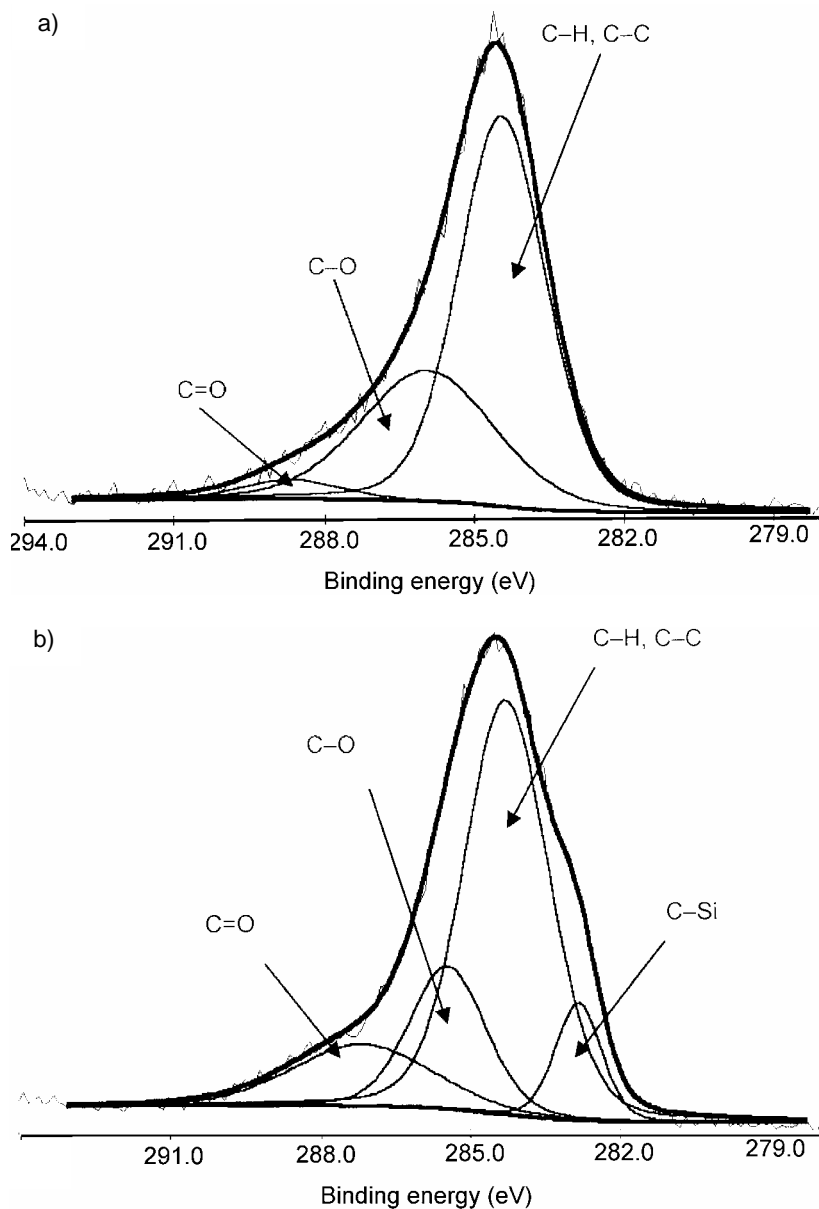 a)
C–H, C–C
C–O
C=O
294.0 291.0 288.0 285.0 282.0 279.0
Binding energy (eV)
b)
C–H, C–C
C–O
C=O
C–Si
291.0 288.0 285.0 282.0 279.0
Binding energy (eV)